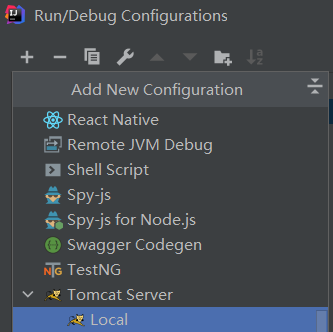 Run/Debug Configurations
Add New Configuration
React Native
Remote JVM Debug
Shell Script
Spy-js
Spy-js for Node.js
Swagger Codegen
TestNG
Tomcat Server
Local